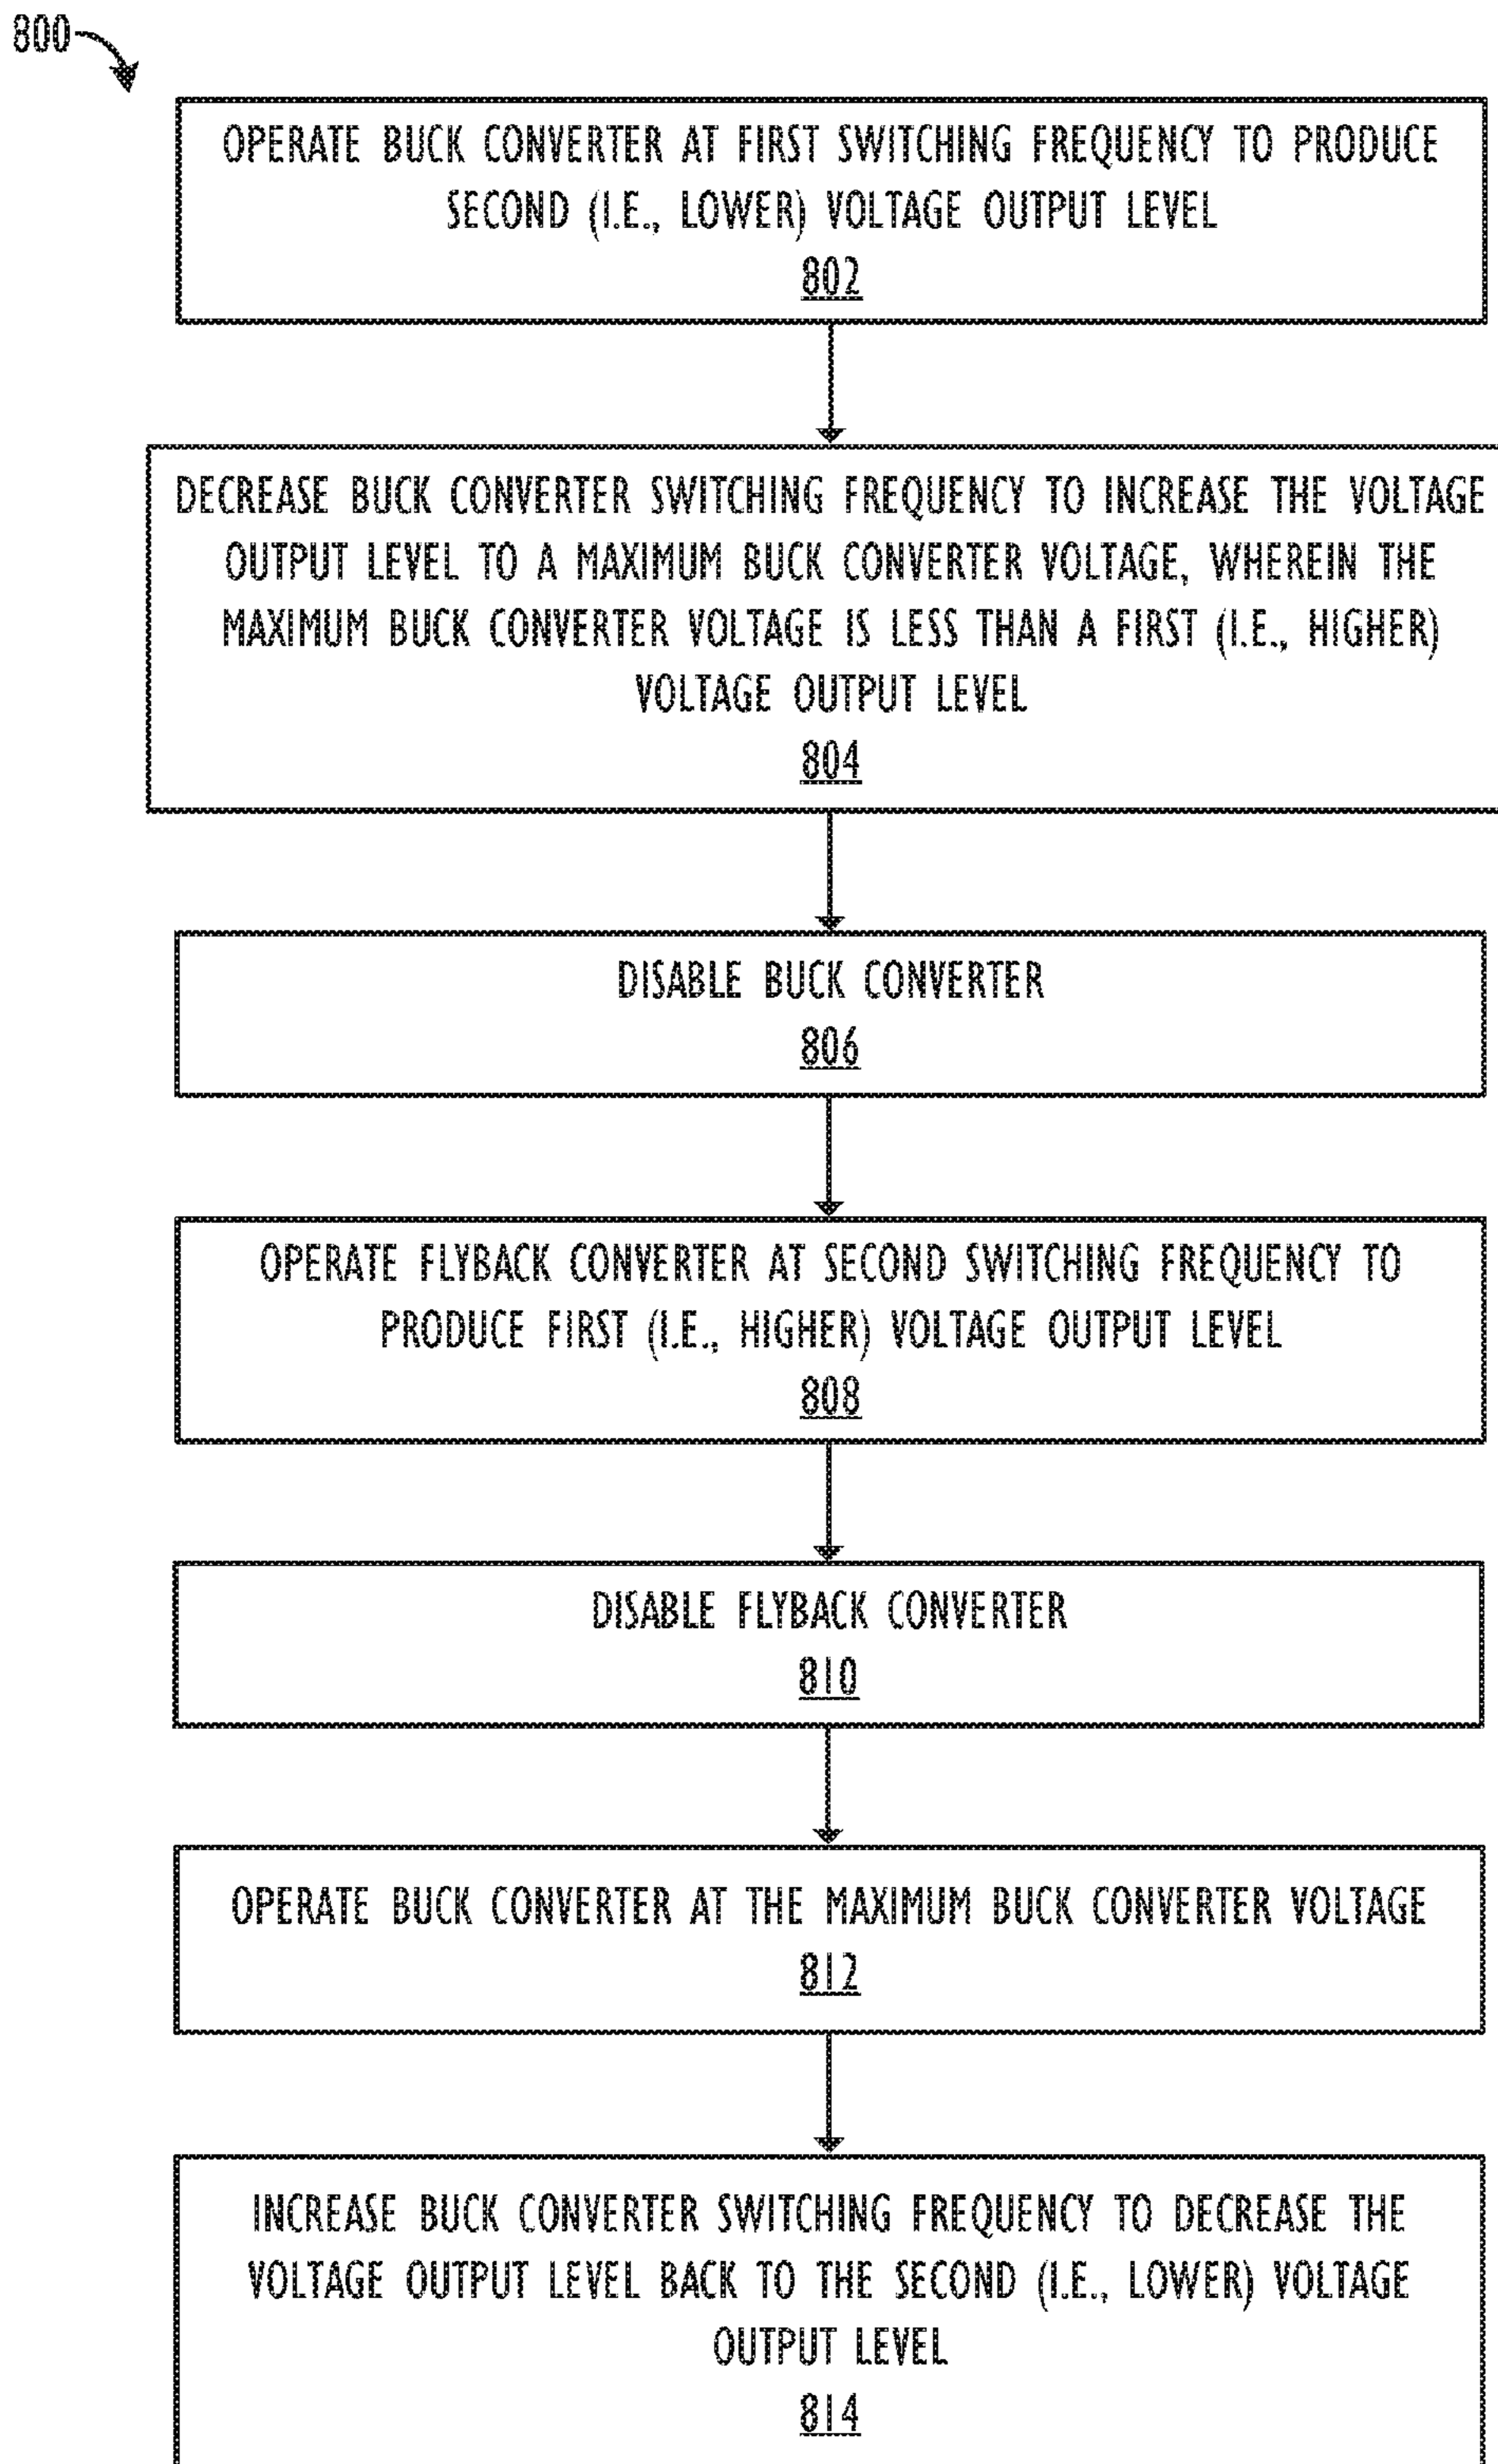 800
OPERATE BUCK CONVERTER AT FIRST SWITCHING FREQUENCY TO PRODUCE
SECOND (I.E., LOWER) VOLTAGE OUTPUT LEVEL
802
DECREASE BUCK CONVERTER SWITCHING FREQUENCY TO INCREASE THE VOLTAGE
OUTPUT LEVEL TO A MAXIMUM BUCK CONVERTER VOLTAGE, WHEREIN THE
MAXIMUM BUCK CONVERTER VOLTAGE IS LESS THAN A FIRST (I.E., HIGHER)
VOLTAGE OUTPUT LEVEL
804
DISABLE BUCK CONVERTER
806
OPERATE FLYBACK CONVERTER AT SECOND SWITCHING FREQUENCY TO
PRODUCE FIRST (I.E., HIGHER) VOLTAGE OUTPUT LEVEL
808
DISABLE FLYBACK CONVERTER
810
OPERATE BUCK CONVERTER AT THE MAXIMUM BUCK CONVERTER VOLTAGE
812
INCREASE BUCK CONVERTER SWITCHING FREQUENCY TO DECREASE THE
VOLTAGE OUTPUT LEVEL BACK TO THE SECOND (I.E., LOWER) VOLTAGE
OUTPUT LEVEL
814